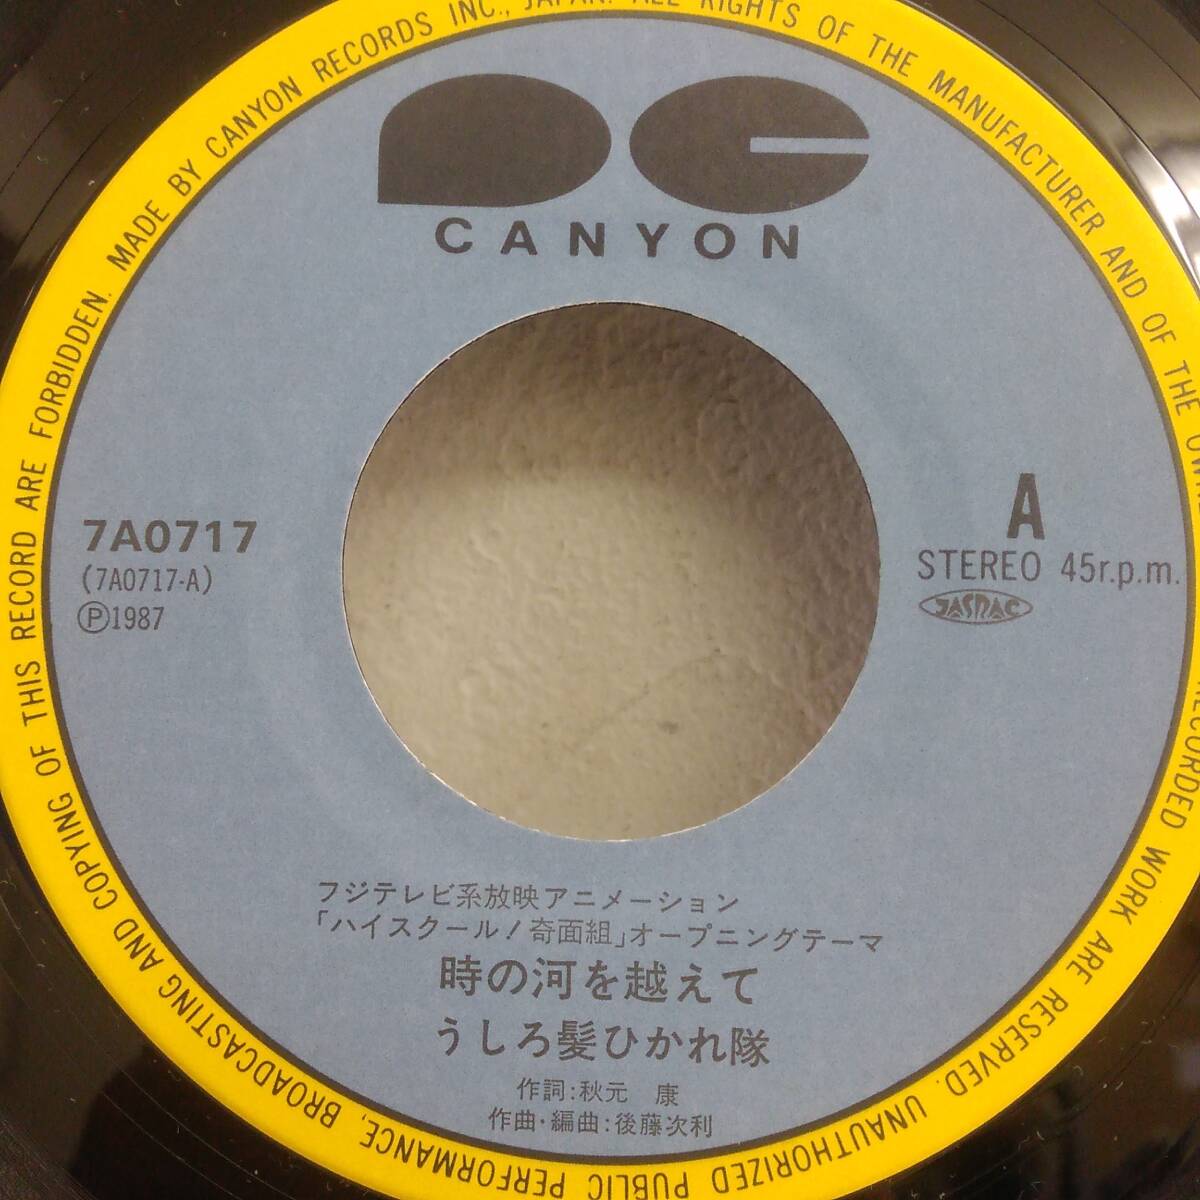 CANYON
7A0717
(7A0717-A)
Ⓟ1987
A
STEREO 45r.p.m.
JASRAC
フジテレビ系放映アニメーション
「ハイスクール!奇面組」オープニングテーマ
時の河を越えて
うしろ髪ひかれ隊
作詞:秋元 康
作曲・編曲:後藤次利
MADE BY CANYON RECORDS INC., JAPAN. ALL RIGHTS OF THE MANUFACTURER AND OF THE RECORDED WORK ARE RESERVED. UNAUTHORIZED PUBLIC PERFORMANCE, BROADCASTING AND COPYING OF THIS RECORD ARE FORBIDDEN.